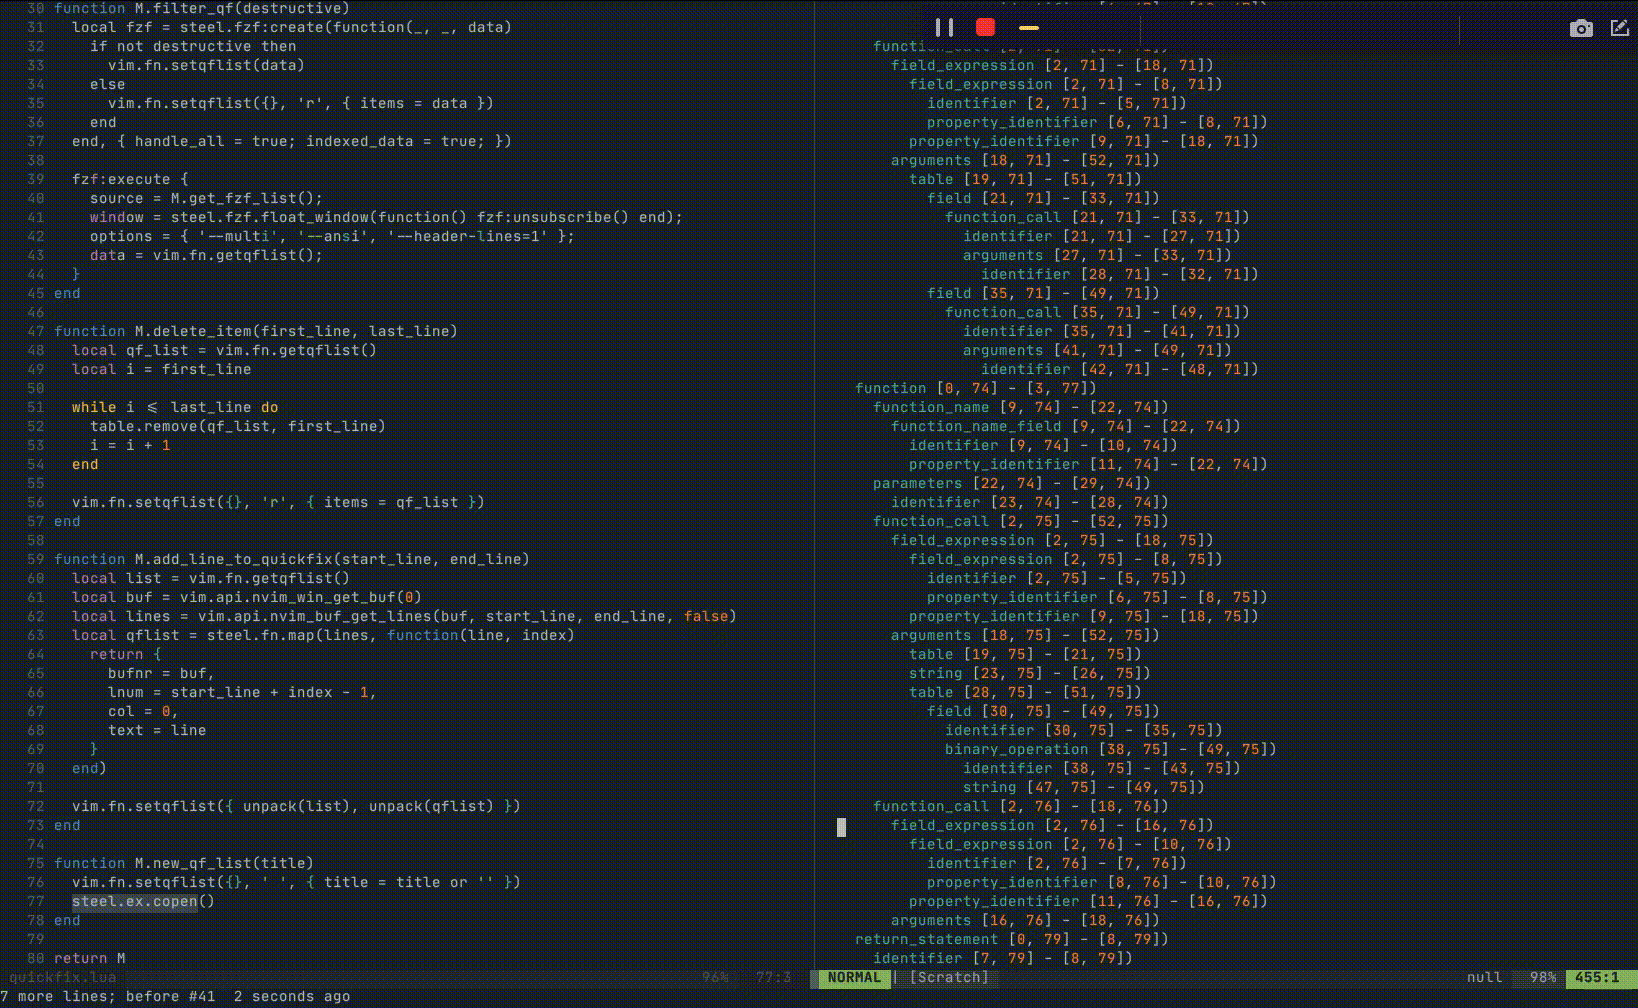 30 function M.filter_qf(destructive)
31   local fzf = steel.fzf:create(function(_, _, data)
32     if not destructive then
33       vim.fn.setqflist(data)
34     else
35       vim.fn.setqflist({}, 'r', { items = data })
36     end
37   end, { handle_all = true; indexed_data = true; })
38
39   fzf:execute {
40     source = M.get_fzf_list();
41     window = steel.fzf.float_window(function() fzf:unsubscribe() end);
42     options = { '--multi', '--ansi', '--header-lines=1' };
43     data = vim.fn.getqflist();
44   }
45 end
46
47 function M.delete_item(first_line, last_line)
48   local qf_list = vim.fn.getqflist()
49   local i = first_line
50
51   while i ⩽ last_line do
52     table.remove(qf_list, first_line)
53     i = i + 1
54   end
55
56   vim.fn.setqflist({}, 'r', { items = qf_list })
57 end
58
59 function M.add_line_to_quickfix(start_line, end_line)
60   local list = vim.fn.getqflist()
61   local buf = vim.api.nvim_win_get_buf(0)
62   local lines = vim.api.nvim_buf_get_lines(buf, start_line, end_line, false)
63   local qflist = steel.fn.map(lines, function(line, index)
64     return {
65       bufnr = buf,
66       lnum = start_line + index - 1,
67       col = 0,
68       text = line
69     }
70   end)
71
72   vim.fn.setqflist({ unpack(list), unpack(qflist) })
73 end
74
75 function M.new_qf_list(title)
76   vim.fn.setqflist({}, ' ', { title = title or '' })
77   steel.ex.copen()
78 end
79
80 return M
quickfix.lua 96% 77:3
field_expression [2, 71] - [18, 71])
field_expression [2, 71] - [8, 71])
identifier [2, 71] - [5, 71])
property_identifier [6, 71] - [8, 71])
property_identifier [9, 71] - [18, 71])
arguments [18, 71] - [52, 71])
table [19, 71] - [51, 71])
field [21, 71] - [33, 71])
function_call [21, 71] - [33, 71])
identifier [21, 71] - [27, 71])
arguments [27, 71] - [33, 71])
identifier [28, 71] - [32, 71])
field [35, 71] - [49, 71])
function_call [35, 71] - [49, 71])
identifier [35, 71] - [41, 71])
arguments [41, 71] - [49, 71])
identifier [42, 71] - [48, 71])
function [0, 74] - [3, 77])
function_name [9, 74] - [22, 74])
function_name_field [9, 74] - [22, 74])
identifier [9, 74] - [10, 74])
property_identifier [11, 74] - [22, 74])
parameters [22, 74] - [29, 74])
identifier [23, 74] - [28, 74])
function_call [2, 75] - [52, 75])
field_expression [2, 75] - [18, 75])
field_expression [2, 75] - [8, 75])
identifier [2, 75] - [5, 75])
property_identifier [6, 75] - [8, 75])
property_identifier [9, 75] - [18, 75])
arguments [18, 75] - [52, 75])
table [19, 75] - [21, 75])
string [23, 75] - [26, 75])
table [28, 75] - [51, 75])
field [30, 75] - [49, 75])
identifier [30, 75] - [35, 75])
binary_operation [38, 75] - [49, 75])
identifier [38, 75] - [43, 75])
string [47, 75] - [49, 75])
function_call [2, 76] - [18, 76])
field_expression [2, 76] - [16, 76])
field_expression [2, 76] - [10, 76])
identifier [2, 76] - [7, 76])
property_identifier [8, 76] - [10, 76])
property_identifier [11, 76] - [16, 76])
arguments [16, 76] - [18, 76])
return_statement [0, 79] - [8, 79])
identifier [7, 79] - [8, 79])
NORMAL | [Scratch] null 98% 455:1
7 more lines; before #41  2 seconds ago